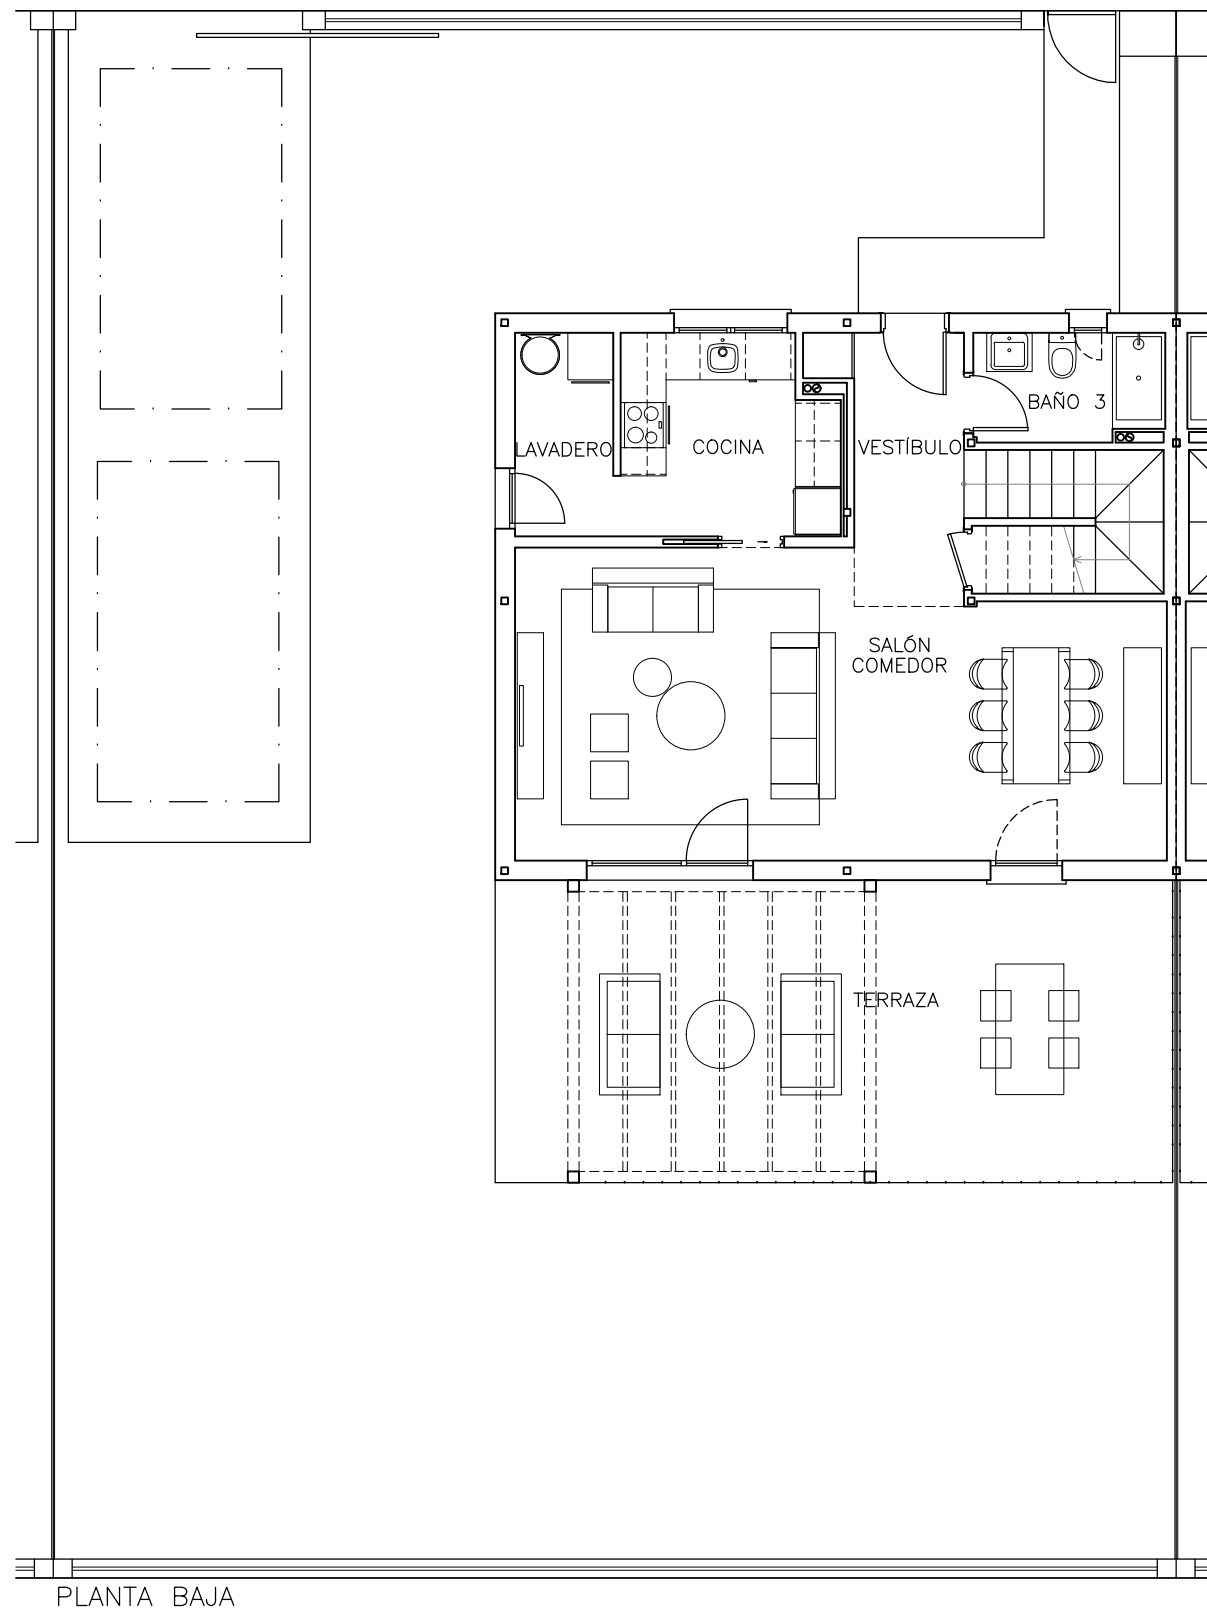 BAÑO 3
LAVADERO
COCINA
VESTÍBULO
SALÓN
COMEDOR
TERRAZA
PLANTA BAJA